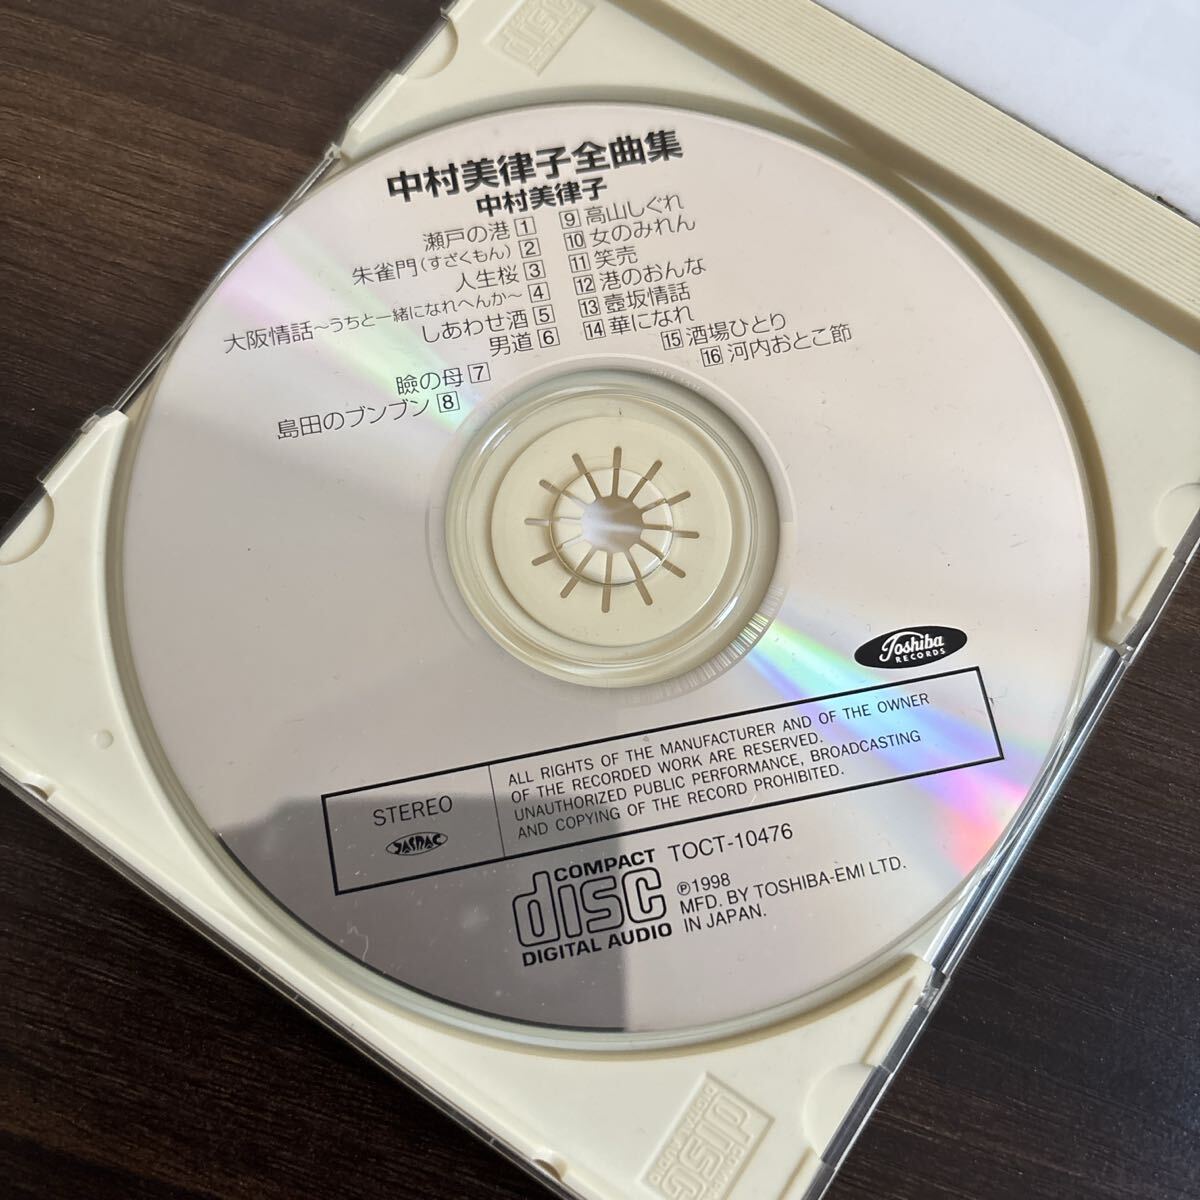 中村美律子全曲集
中村美律子
瀬戸の港 1
朱雀門(すざくもん) 2
人生桜 3
大阪情話～うちと一緒になれへんか～ 4
しあわせ酒 5
男道 6
瞼の母 7
島田のブンブン 8
9 高山しぐれ
10 女のみれん
11 笑売
12 港のおんな
13 壺坂情話
14 華になれ
15 酒場ひとり
16 河内おとこ節
Toshiba
RECORDS
STEREO
JASRAC
ALL RIGHTS OF THE MANUFACTURER AND OF THE OWNER
OF THE RECORDED WORK ARE RESERVED.
UNAUTHORIZED PUBLIC PERFORMANCE, BROADCASTING
AND COPYING OF THE RECORD PROHIBITED.
COMPACT
disc
DIGITAL AUDIO
TOCT-10476
℗1998
MFD. BY TOSHIBA-EMI LTD.
IN JAPAN.
disc
COMPACT
disc
DIGITAL AUDIO